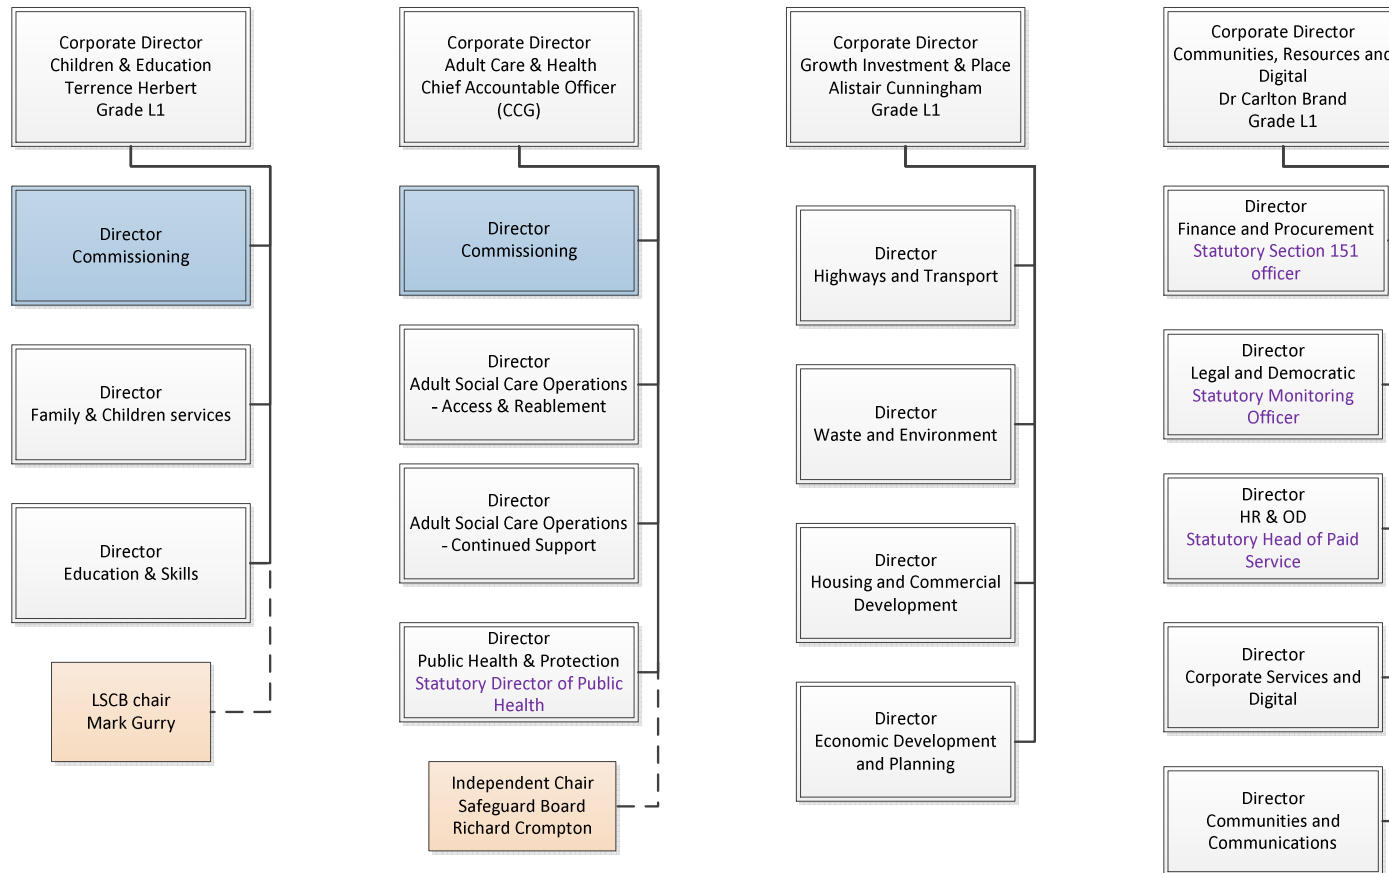 Corporate Director
Children & Education
Terrence Herbert
Grade L1
Director
Commissioning
Director
Family & Children services
Director
Education & Skills
LSCB chair
Mark Gurry
Corporate Director
Adult Care & Health
Chief Accountable Officer
(CCG)
Director
Commissioning
Director
Adult Social Care Operations
- Access & Reablement
Director
Adult Social Care Operations
- Continued Support
Director
Public Health & Protection
Statutory Director of Public
Health
Independent Chair
Safeguard Board
Richard Crompton
Corporate Director
Growth Investment & Place
Alistair Cunningham
Grade L1
Director
Highways and Transport
Director
Waste and Environment
Director
Housing and Commercial
Development
Director
Economic Development
and Planning
Corporate Director
Communities, Resources and
Digital
Dr Carlton Brand
Grade L1
Director
Finance and Procurement
Statutory Section 151
officer
Director
Legal and Democratic
Statutory Monitoring
Officer
Director
HR & OD
Statutory Head of Paid
Service
Director
Corporate Services and
Digital
Director
Communities and
Communications